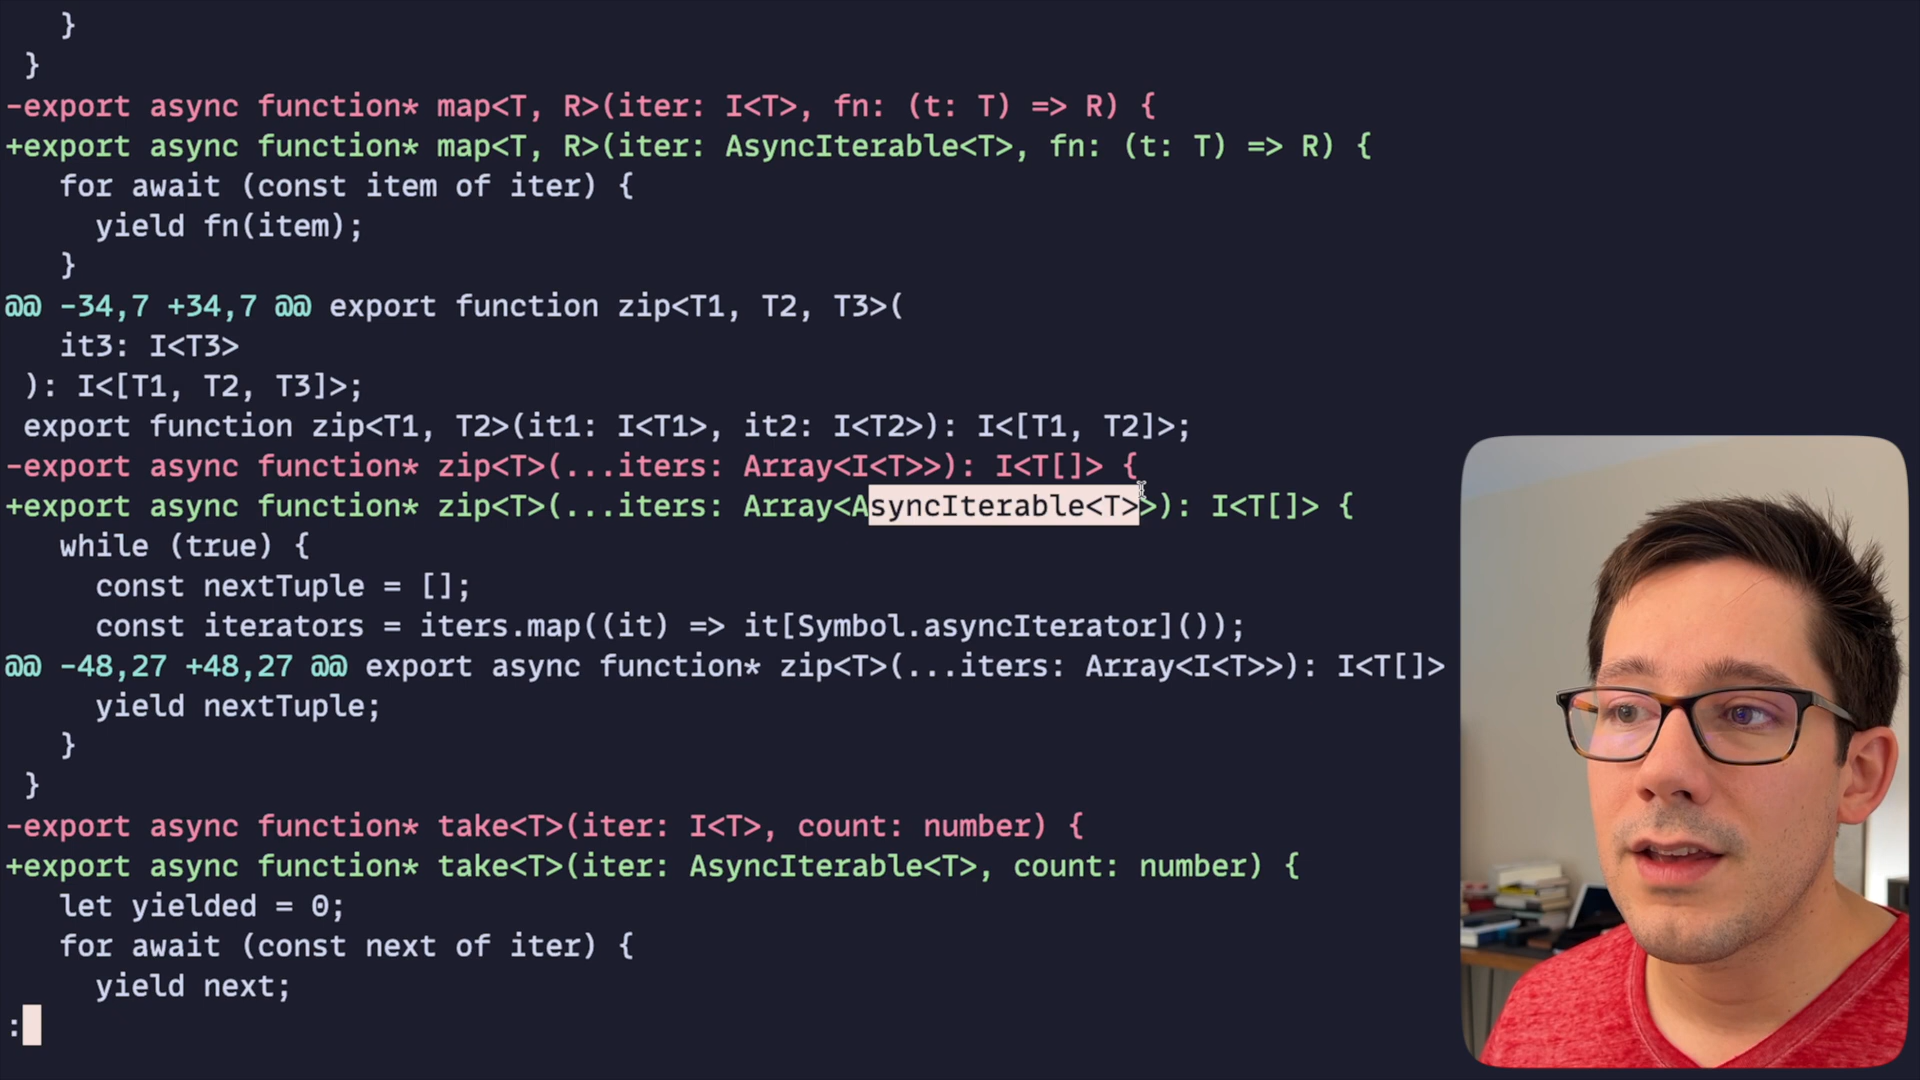 }
}
-export async function* map<T, R>(iter: I<T>, fn: (t: T) => R) {
+export async function* map<T, R>(iter: AsyncIterable<T>, fn: (t: T) => R) {
for await (const item of iter) {
yield fn(item);
}
@@ -34,7 +34,7 @@ export function zip<T1, T2, T3>(
it3: I<T3>
): I<[T1, T2, T3]>;
export function zip<T1, T2>(it1: I<T1>, it2: I<T2>): I<[T1, T2]>;
-export async function* zip<T>(...iters: Array<I<T>>): I<T[]> {
+export async function* zip<T>(...iters: Array<AsyncIterable<T>>): I<T[]> {
while (true) {
const nextTuple = [];
const iterators = iters.map((it) => it[Symbol.asyncIterator]());
@@ -48,27 +48,27 @@ export async function* zip<T>(...iters: Array<I<T>>): I<T[]>
yield nextTuple;
}
}
-export async function* take<T>(iter: I<T>, count: number) {
+export async function* take<T>(iter: AsyncIterable<T>, count: number) {
let yielded = 0;
for await (const next of iter) {
yield next;
: